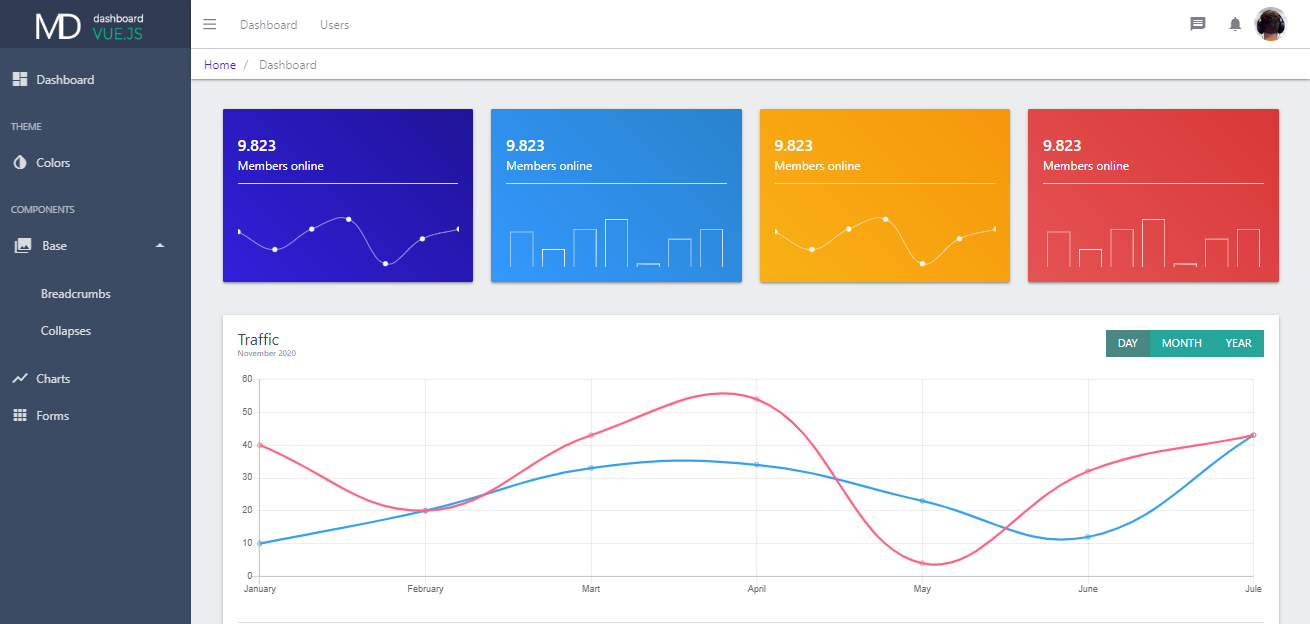 MD dashboard
VUE.JS
Dashboard
THEME
Colors
COMPONENTS
Base
Breadcrumbs
Collapses
Charts
Forms
Dashboard Users
Home / Dashboard
9.823
Members online
9.823
Members online
9.823
Members online
9.823
Members online
Traffic
November 2020
DAY MONTH YEAR
60
50
40
30
20
10
0
January February Mart April May June Jule